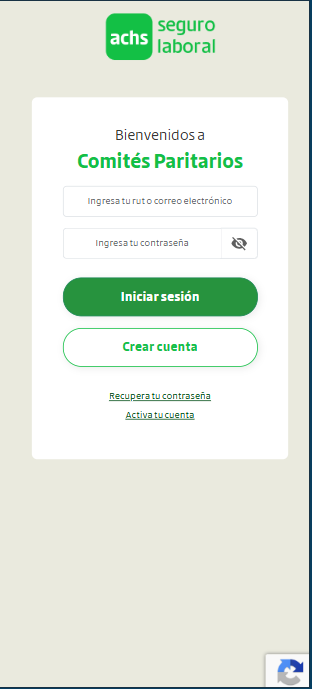 achs
seguro
laboral
Bienvenidos a
Comités Paritarios
Ingresa tu rut o correo electrónico
Ingresa tu contraseña
Iniciar sesión
Crear cuenta
Recupera tu contraseña
Activa tu cuenta